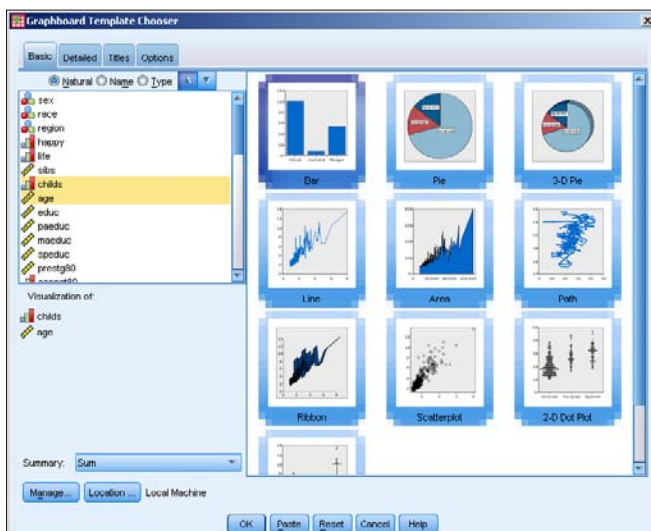 Graphboard Template Chooser
Basic Detailed Titles Options
Natural Name Type
sex
race
region
happy
life
sibs
childs
age
educ
paeduc
maeduc
speduc
prestg80
Visualization of:
childs
age
Summary: Sum
Manage... Location ... Local Machine
Bar Pie 3-D Pie
Line Area Path
Ribbon Scatterplot 2-D Dot Plot
OK Paste Reset Cancel Help